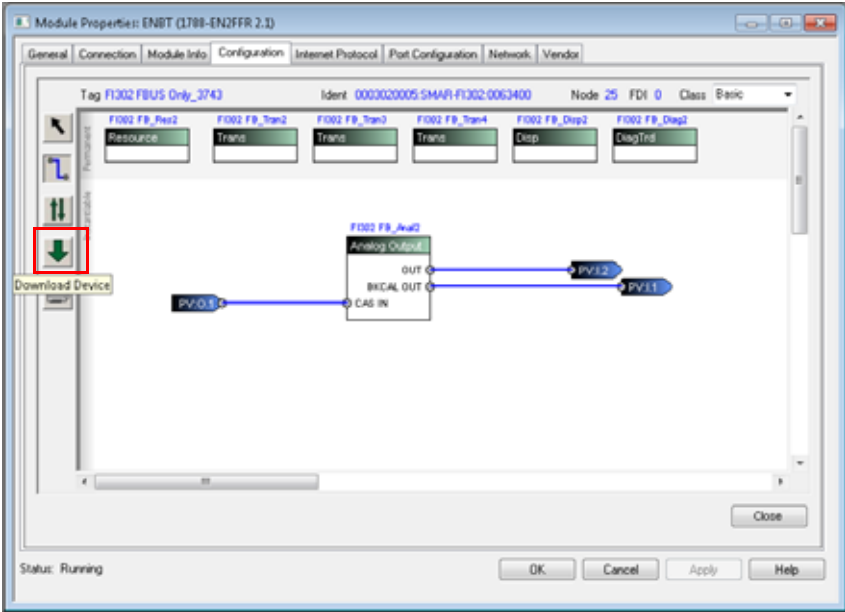 Module Properties: ENBT (1788-EN2FFR 2.1)
General Connection Module Info Configuration Internet Protocol Port Configuration Network Vendor
Tag FI302 FBUS Only_3743 Ident 0003020005:SMAR-FI302:0063400 Node 25 FDI 0 Class Basic
FI302 FB_Res2 FI302 FB_Tran2 FI302 FB_Tran3 FI302 FB_Tran4 FI302 FB_Disp2 FI302 FB_Diag2
Resource Trans Trans Trans Disp DiagTrd
Permanent
FI302 FB_Anal2
Analog Output
OUT
PV:I.2
BKCAL OUT
PV:I.1
Download Device
PV:O.1
CAS IN
Close
Status: Running
OK Cancel Apply Help